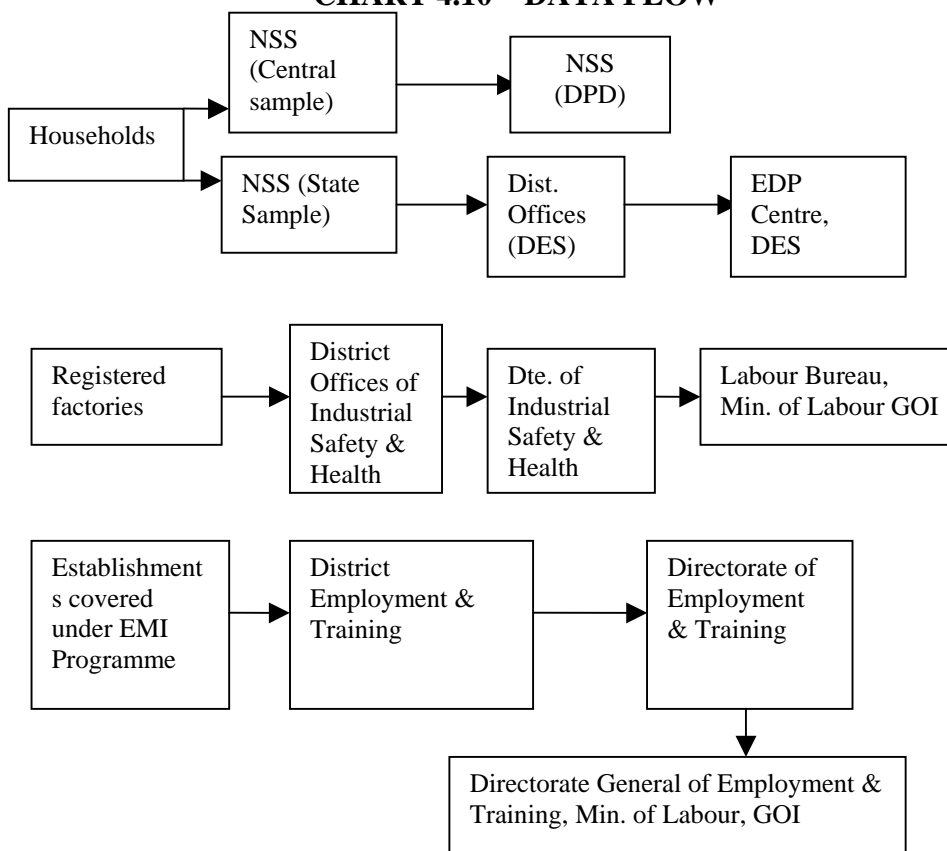 CHART 4.10 – DATA FLOW
NSS
(Central
sample)
NSS
(DPD)
Households
NSS (State
Sample)
Dist.
Offices
(DES)
EDP
Centre,
DES
Registered
factories
District
Offices of
Industrial
Safety &
Health
Dte. of
Industrial
Safety &
Health
Labour Bureau,
Min. of Labour GOI
Establishment
s covered
under EMI
Programme
District
Employment &
Training
Directorate of
Employment
& Training
Directorate General of Employment &
Training, Min. of Labour, GOI